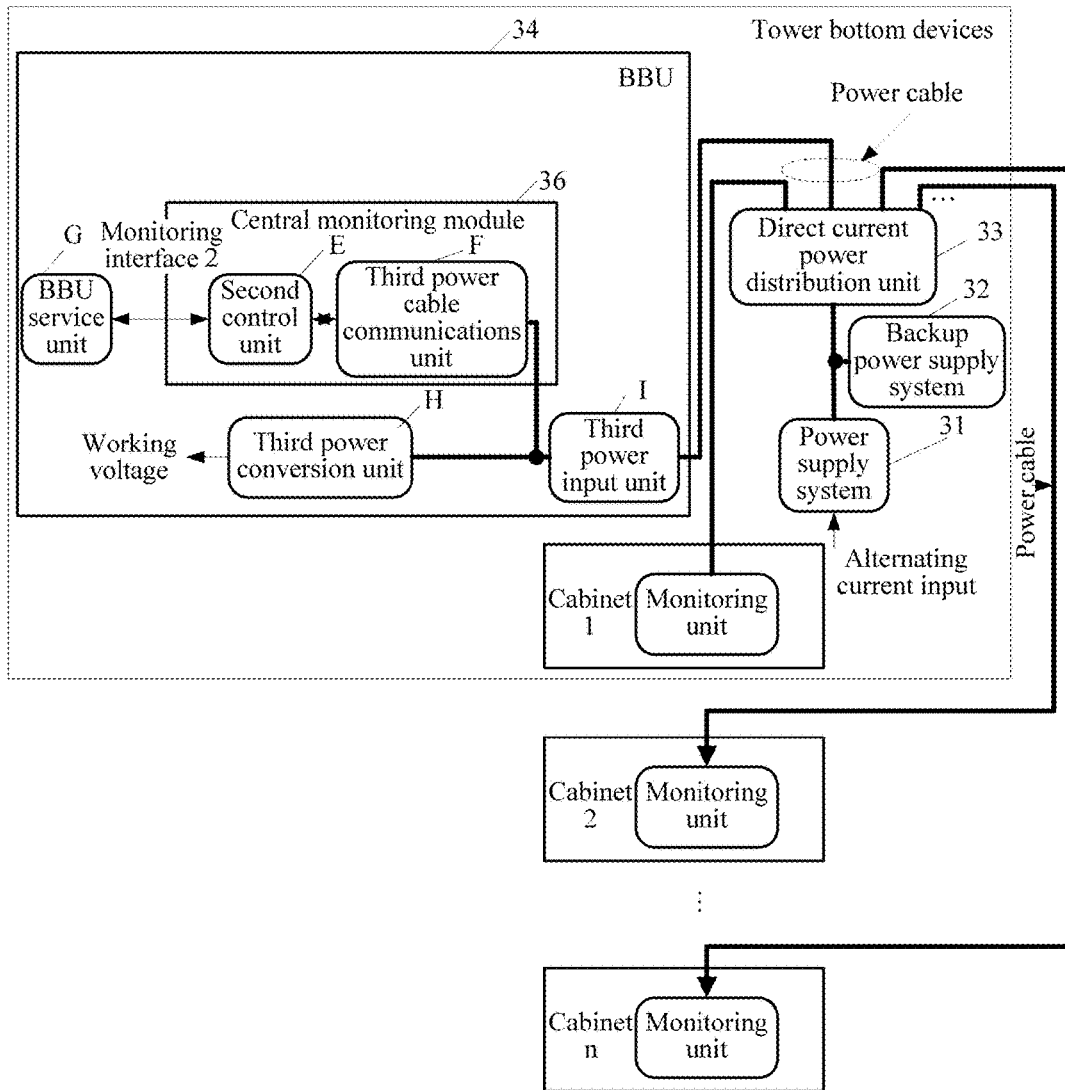 34
Tower bottom devices
BBU
Power cable
36
Central monitoring module
G
Monitoring
interface 2
E
F
BBU
service
unit
Second
control
unit
Third power
cable
communications
unit
...
Direct current
power
distribution unit
33
32
Backup
power supply
system
H
I
Working
voltage
Third power
conversion unit
Third
power
input unit
Power
supply
system
31
Power cable
Alternating
current input
Cabinet
1
Monitoring
unit
Cabinet
2
Monitoring
unit
...
Cabinet
n
Monitoring
unit